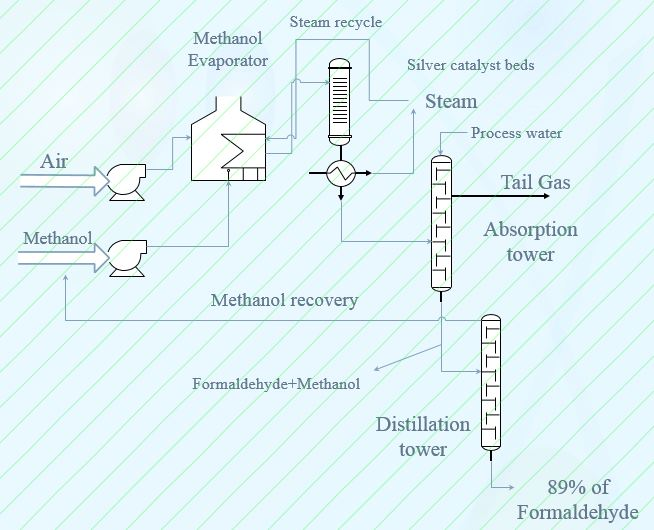 Steam recycle
Methanol
Evaporator
Silver catalyst beds
Steam
Process water
Air
Tail Gas
Methanol
Absorption
tower
Methanol recovery
Formaldehyde+Methanol
Distillation
tower
89% of
Formaldehyde